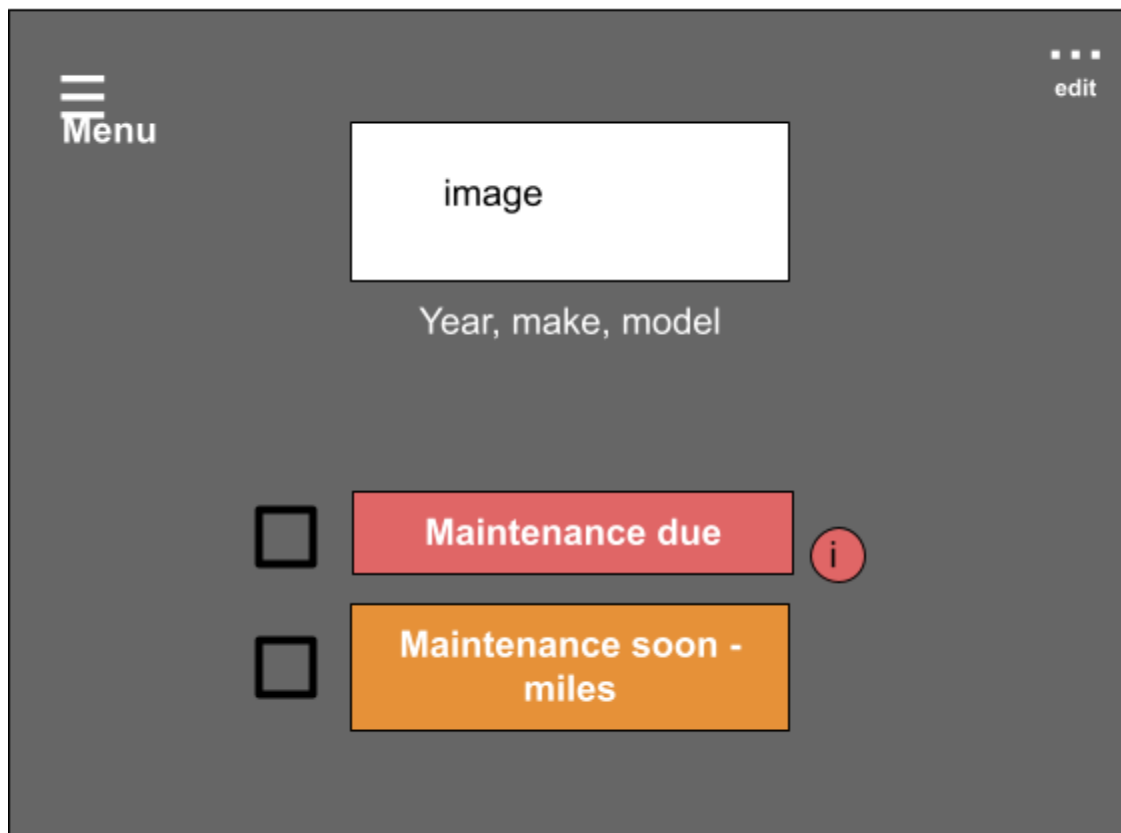 edit
Menu
image
Year, make, model
Maintenance due
i
Maintenance soon -
miles